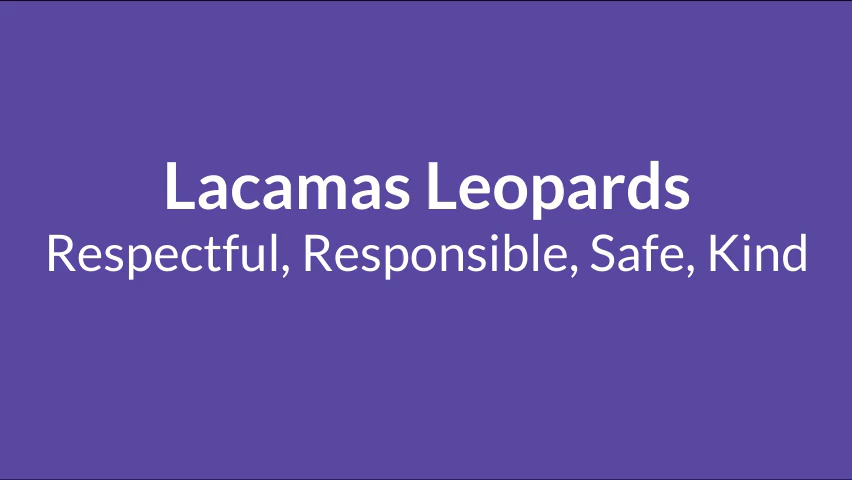 Lacamas Leopards
Respectful, Responsible, Safe, Kind